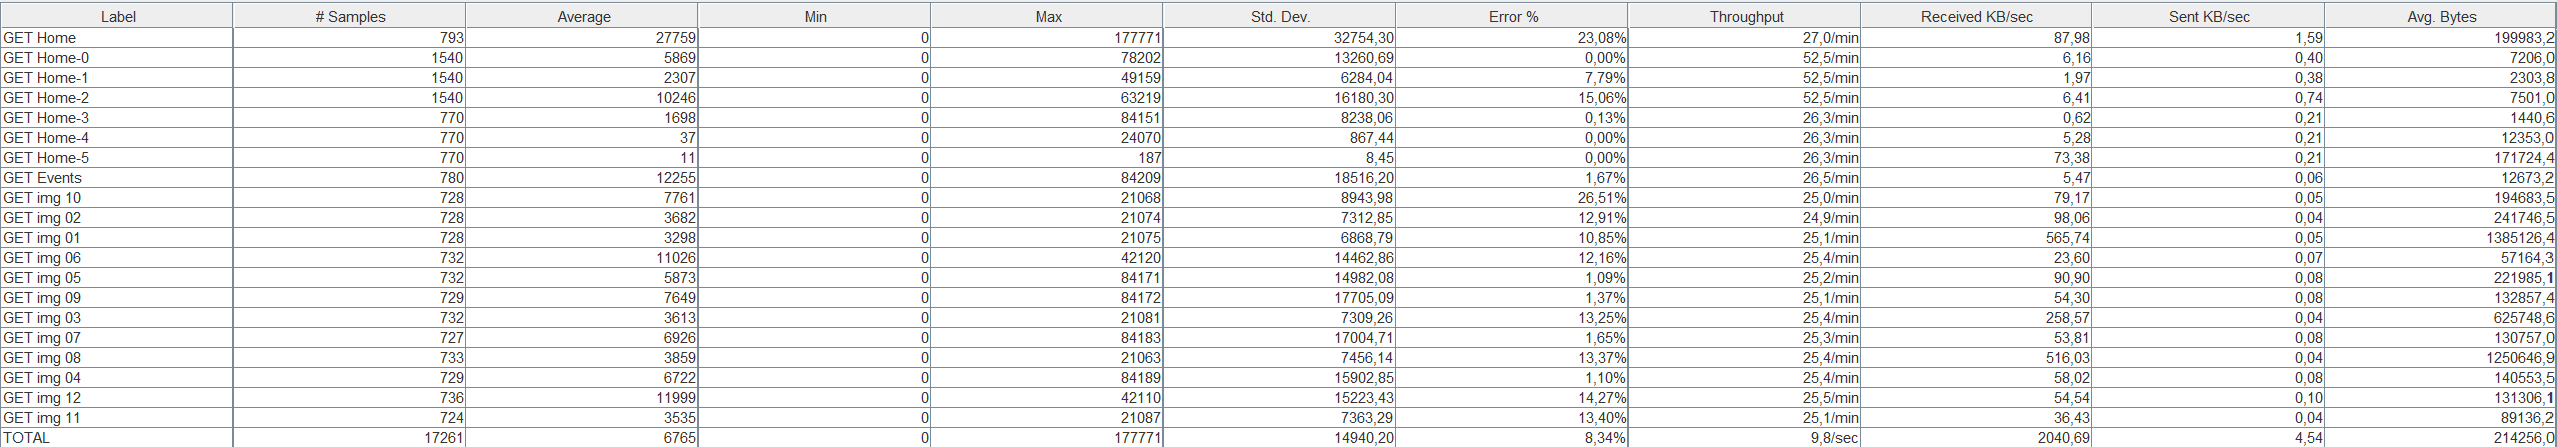 Label # Samples Average Min Max Std. Dev. Error % Throughput Received KB/sec Sent KB/sec Avg. Bytes
GET Home 793 27759 0 177771 32754,30 23,08% 27,0/min 87,98 1,59 199983,2
GET Home-0 1540 5869 0 78202 13260,69 0,00% 52,5/min 6,16 0,40 7206,0
GET Home-1 1540 2307 0 49159 6284,04 7,79% 52,5/min 1,97 0,38 2303,8
GET Home-2 1540 10246 0 63219 16180,30 15,06% 52,5/min 6,41 0,74 7501,0
GET Home-3 770 1698 0 84151 8238,06 0,13% 26,3/min 0,62 0,21 1440,6
GET Home-4 770 37 0 24070 867,44 0,00% 26,3/min 5,28 0,21 12353,0
GET Home-5 770 11 0 187 8,45 0,00% 26,3/min 73,38 0,21 171724,4
GET Events 780 12255 0 84209 18516,20 1,67% 26,5/min 5,47 0,06 12673,2
GET img 10 728 7761 0 21068 8943,98 26,51% 25,0/min 79,17 0,05 194683,5
GET img 02 728 3682 0 21074 7312,85 12,91% 24,9/min 98,06 0,04 241746,5
GET img 01 728 3298 0 21075 6868,79 10,85% 25,1/min 565,74 0,05 1385126,4
GET img 06 732 11026 0 42120 14462,86 12,16% 25,4/min 23,60 0,07 57164,3
GET img 05 732 5873 0 84171 14982,08 1,09% 25,2/min 90,90 0,08 221985,1
GET img 09 729 7649 0 84172 17705,09 1,37% 25,1/min 54,30 0,08 132857,4
GET img 03 732 3613 0 21081 7309,26 13,25% 25,4/min 258,57 0,04 625748,6
GET img 07 727 6926 0 84183 17004,71 1,65% 25,3/min 53,81 0,08 130757,0
GET img 08 733 3859 0 21063 7456,14 13,37% 25,4/min 516,03 0,04 1250646,9
GET img 04 729 6722 0 84189 15902,85 1,10% 25,4/min 58,02 0,08 140553,5
GET img 12 736 11999 0 42110 15223,43 14,27% 25,5/min 54,54 0,10 131306,1
GET img 11 724 3535 0 21087 7363,29 13,40% 25,1/min 36,43 0,04 89136,2
TOTAL 17261 6765 0 177771 14940,20 8,34% 9,8/sec 2040,69 4,54 214256,0